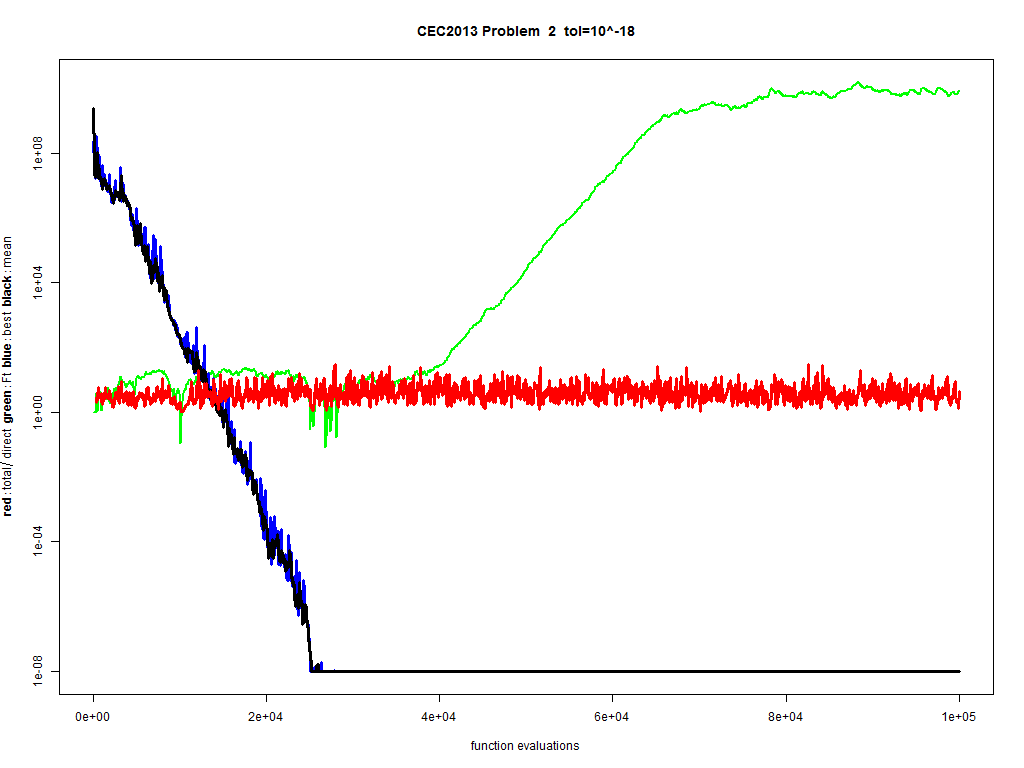 CEC2013 Problem  2  tol=10^-18
red : total/ direct green : Ft blue : best black : mean
1e+08
1e+04
1e+00
1e-04
1e-08
0e+00 2e+04 4e+04 6e+04 8e+04 1e+05
function evaluations